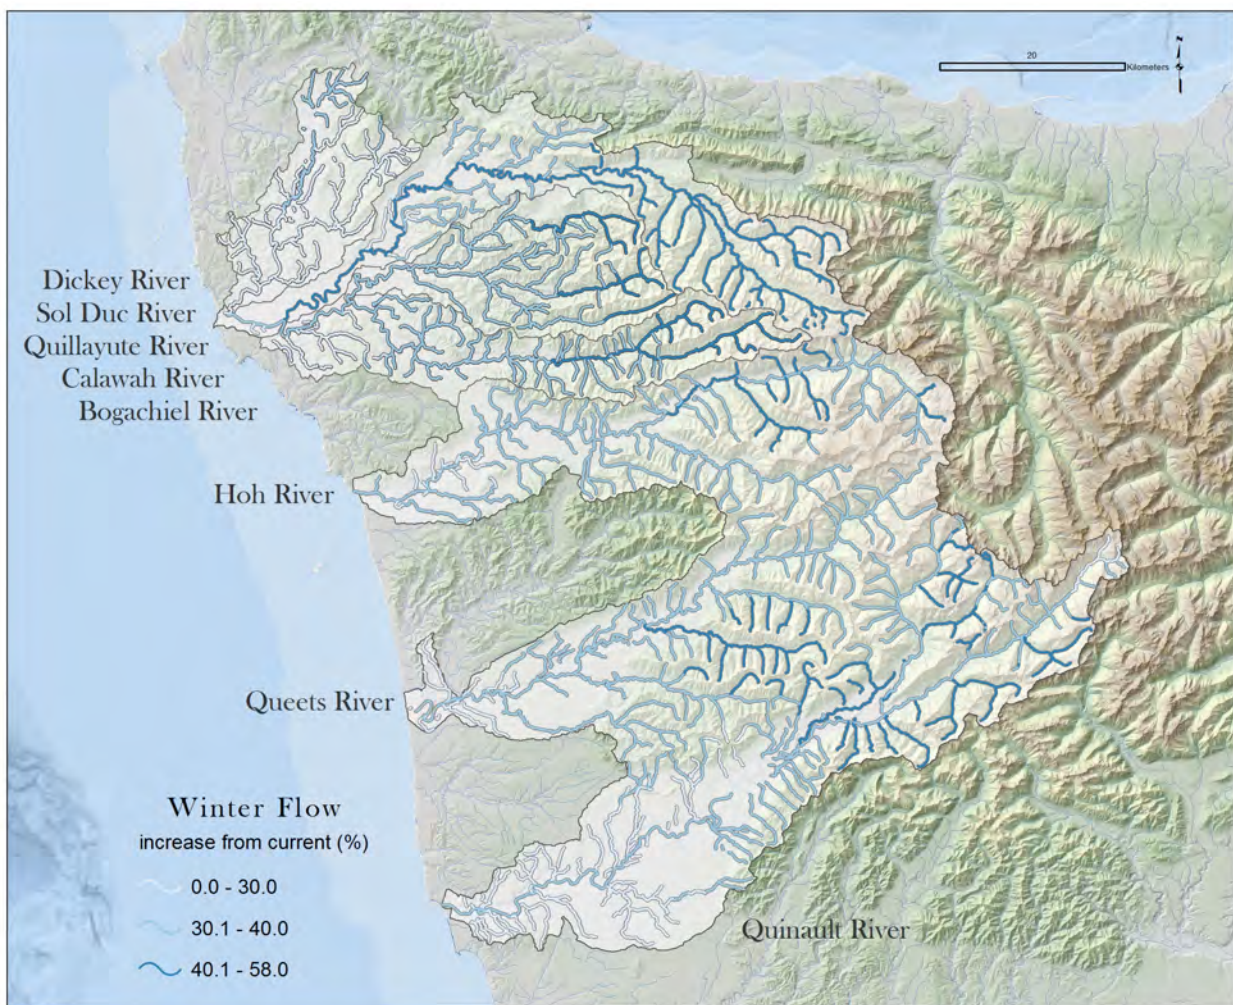 N
20
Kilometers
Dickey River
Sol Duc River
Quillayute River
Calawah River
Bogachiel River
Hoh River
Queets River
Winter Flow
increase from current (%)
0.0 - 30.0
30.1 - 40.0
40.1 - 58.0
Quinault River